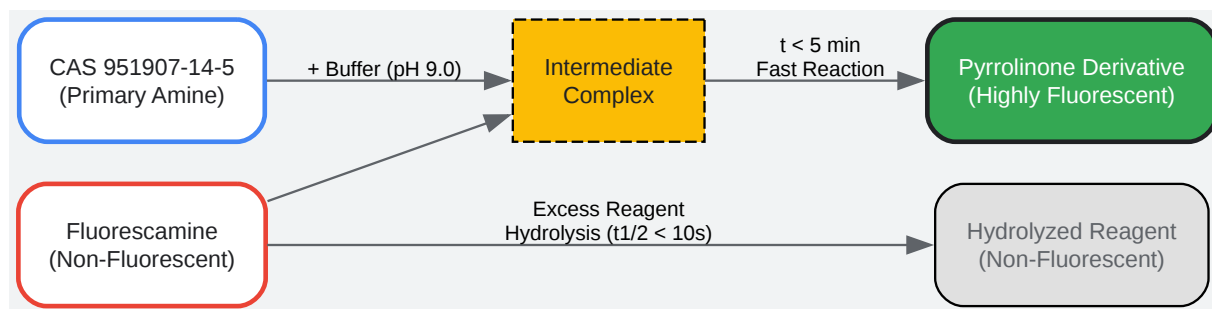 CAS 951907-14-5
(Primary Amine)
+ Buffer (pH 9.0)
Intermediate
Complex
t < 5 min
Fast Reaction
Pyrrolinone Derivative
(Highly Fluorescent)
Fluorescamine
(Non-Fluorescent)
Excess Reagent
Hydrolysis (t1/2 < 10s)
Hydrolyzed Reagent
(Non-Fluorescent)